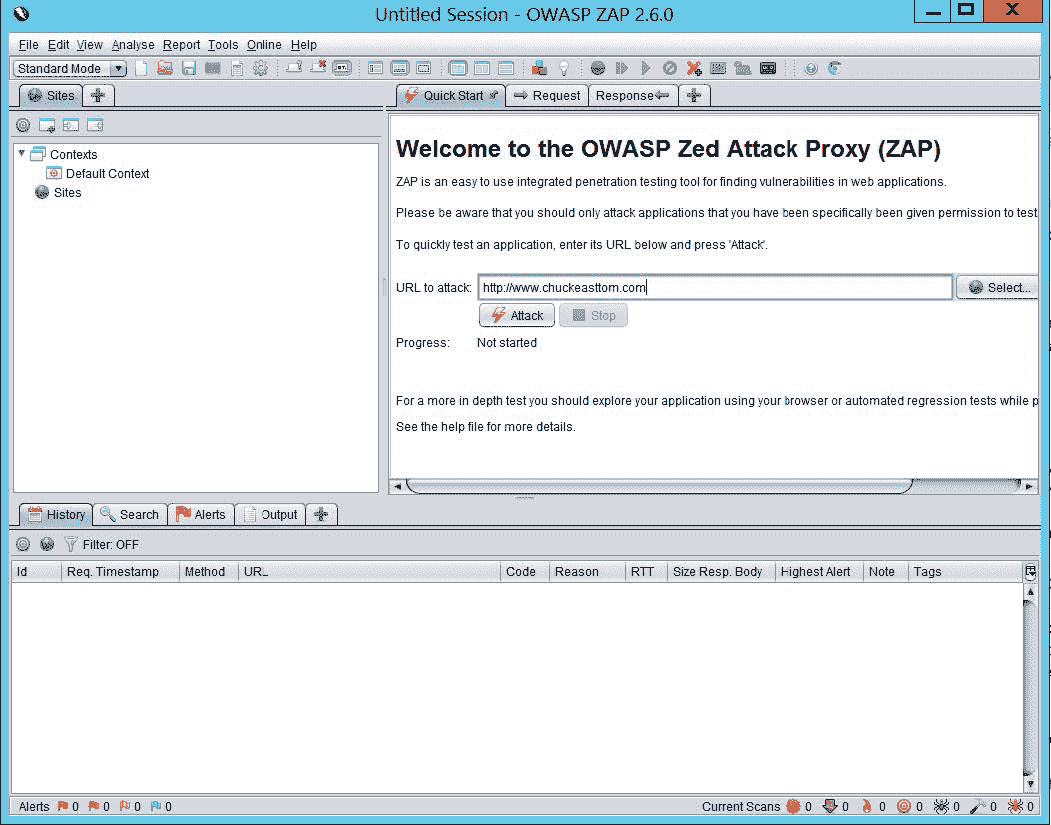 Untitled Session - OWASP ZAP 2.6.0
File Edit View Analyse Report Tools Online Help
Standard Mode
Sites
Quick Start Request Response
Contexts
Default Context
Sites
Welcome to the OWASP Zed Attack Proxy (ZAP)
ZAP is an easy to use integrated penetration testing tool for finding vulnerabilities in web applications.
Please be aware that you should only attack applications that you have been specifically been given permission to test
To quickly test an application, enter its URL below and press 'Attack'.
URL to attack: http://www.chuckeasttom.com Select...
Attack Stop
Progress: Not started
For a more in depth test you should explore your application using your browser or automated regression tests while p
See the help file for more details.
History Search Alerts Output
Filter: OFF
Id Req. Timestamp Method URL Code Reason RTT Size Resp. Body Highest Alert Note Tags
Alerts 0 0 0 0 Current Scans 0 0 0 0 0 0 0